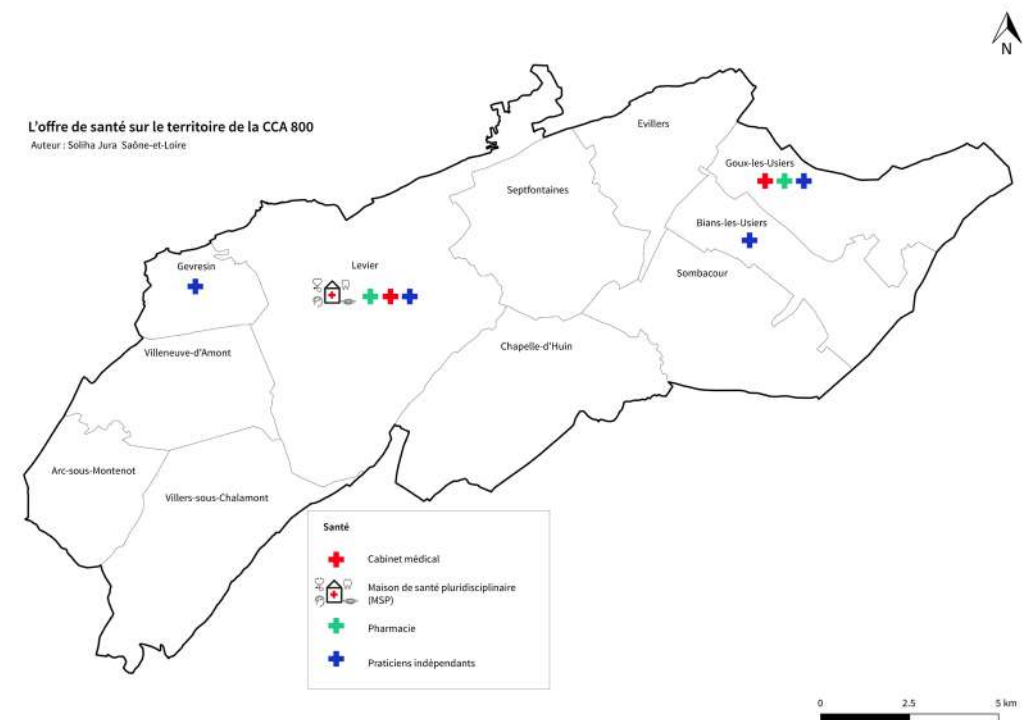 N
L'offre de santé sur le territoire de la CCA 800
Auteur : Soliha Jura Saône-et-Loire
Evillers
Goux-les-Usiers
Septfontaines
Bians-les-Usiers
Gevresin
Levier
Sombacour
Villeneuve-d'Amont
Chapelle-d'Huin
Arc-sous-Montenot
Villers-sous-Chalamont
Santé
Cabinet médical
Maison de santé pluridisciplinaire
(MSP)
Pharmacie
Praticiens indépendants
0 2.5 5 km